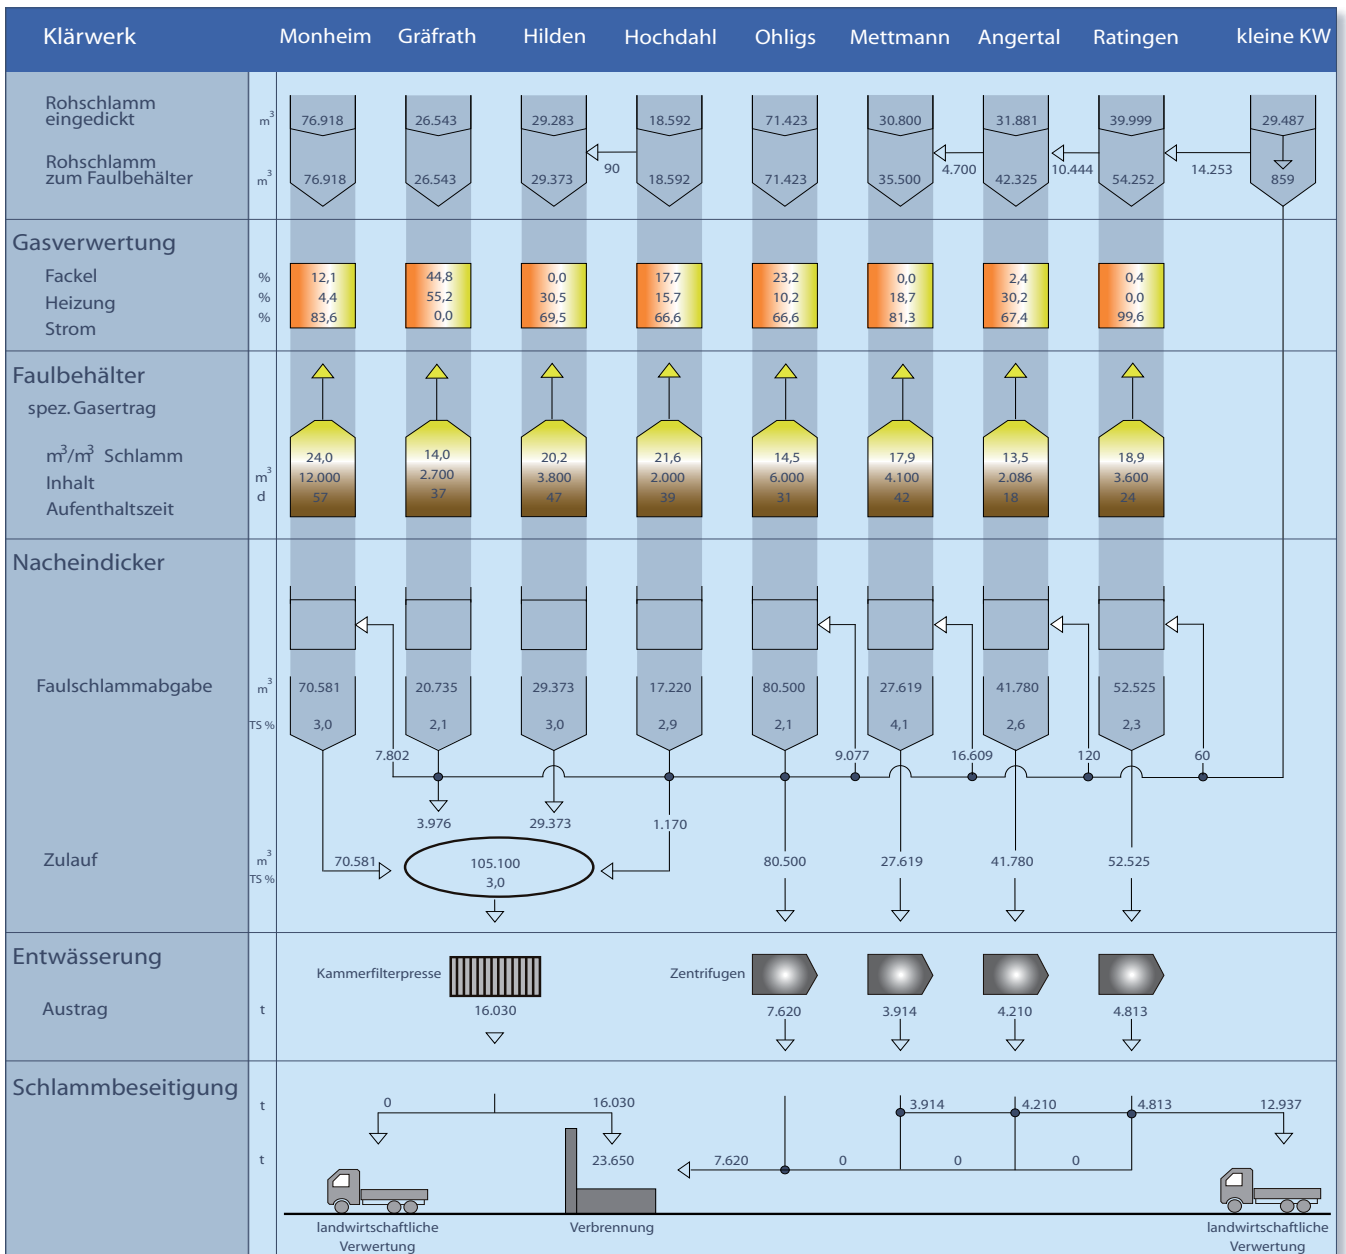 Klärwerk Monheim Gräfrath Hilden Hochdahl Ohligs Mettmann Angertal Ratingen kleine KW
Rohschlamm
eingedickt m³ 76.918 26.543 29.283 18.592 71.423 30.800 31.881 39.999 29.487
90 4.700 10.444 14.253
Rohschlamm
zum Faulbehälter m³ 76.918 26.543 29.373 18.592 71.423 35.500 42.325 54.252 859
Gasverwertung
Fackel % 12,1 44,8 0,0 17,7 23,2 0,0 2,4 0,4
Heizung % 4,4 55,2 30,5 15,7 10,2 18,7 30,2 0,0
Strom % 83,6 0,0 69,5 66,6 66,6 81,3 67,4 99,6
Faulbehälter
spez. Gasertrag
m³/m³ Schlamm 24,0 14,0 20,2 21,6 14,5 17,9 13,5 18,9
Inhalt m³ 12.000 2.700 3.800 2.000 6.000 4.100 2.086 3.600
Aufenthaltszeit d 57 37 47 39 31 42 18 24
Nacheindicker
Faulschlammabgabe m³ 70.581 20.735 29.373 17.220 80.500 27.619 41.780 52.525
TS % 3,0 2,1 3,0 2,9 2,1 4,1 2,6 2,3
7.802 9.077 16.609 120 60
3.976 29.373 1.170
Zulauf m³ 70.581 105.100 80.500 27.619 41.780 52.525
TS % 3,0
Entwässerung
Kammerfilterpresse Zentrifugen
Austrag t 16.030 7.620 3.914 4.210 4.813
Schlammbeseitigung
t 0 16.030 3.914 4.210 4.813 12.937
t 23.650 7.620 0 0 0
landwirtschaftliche
Verwertung
Verbrennung
landwirtschaftliche
Verwertung